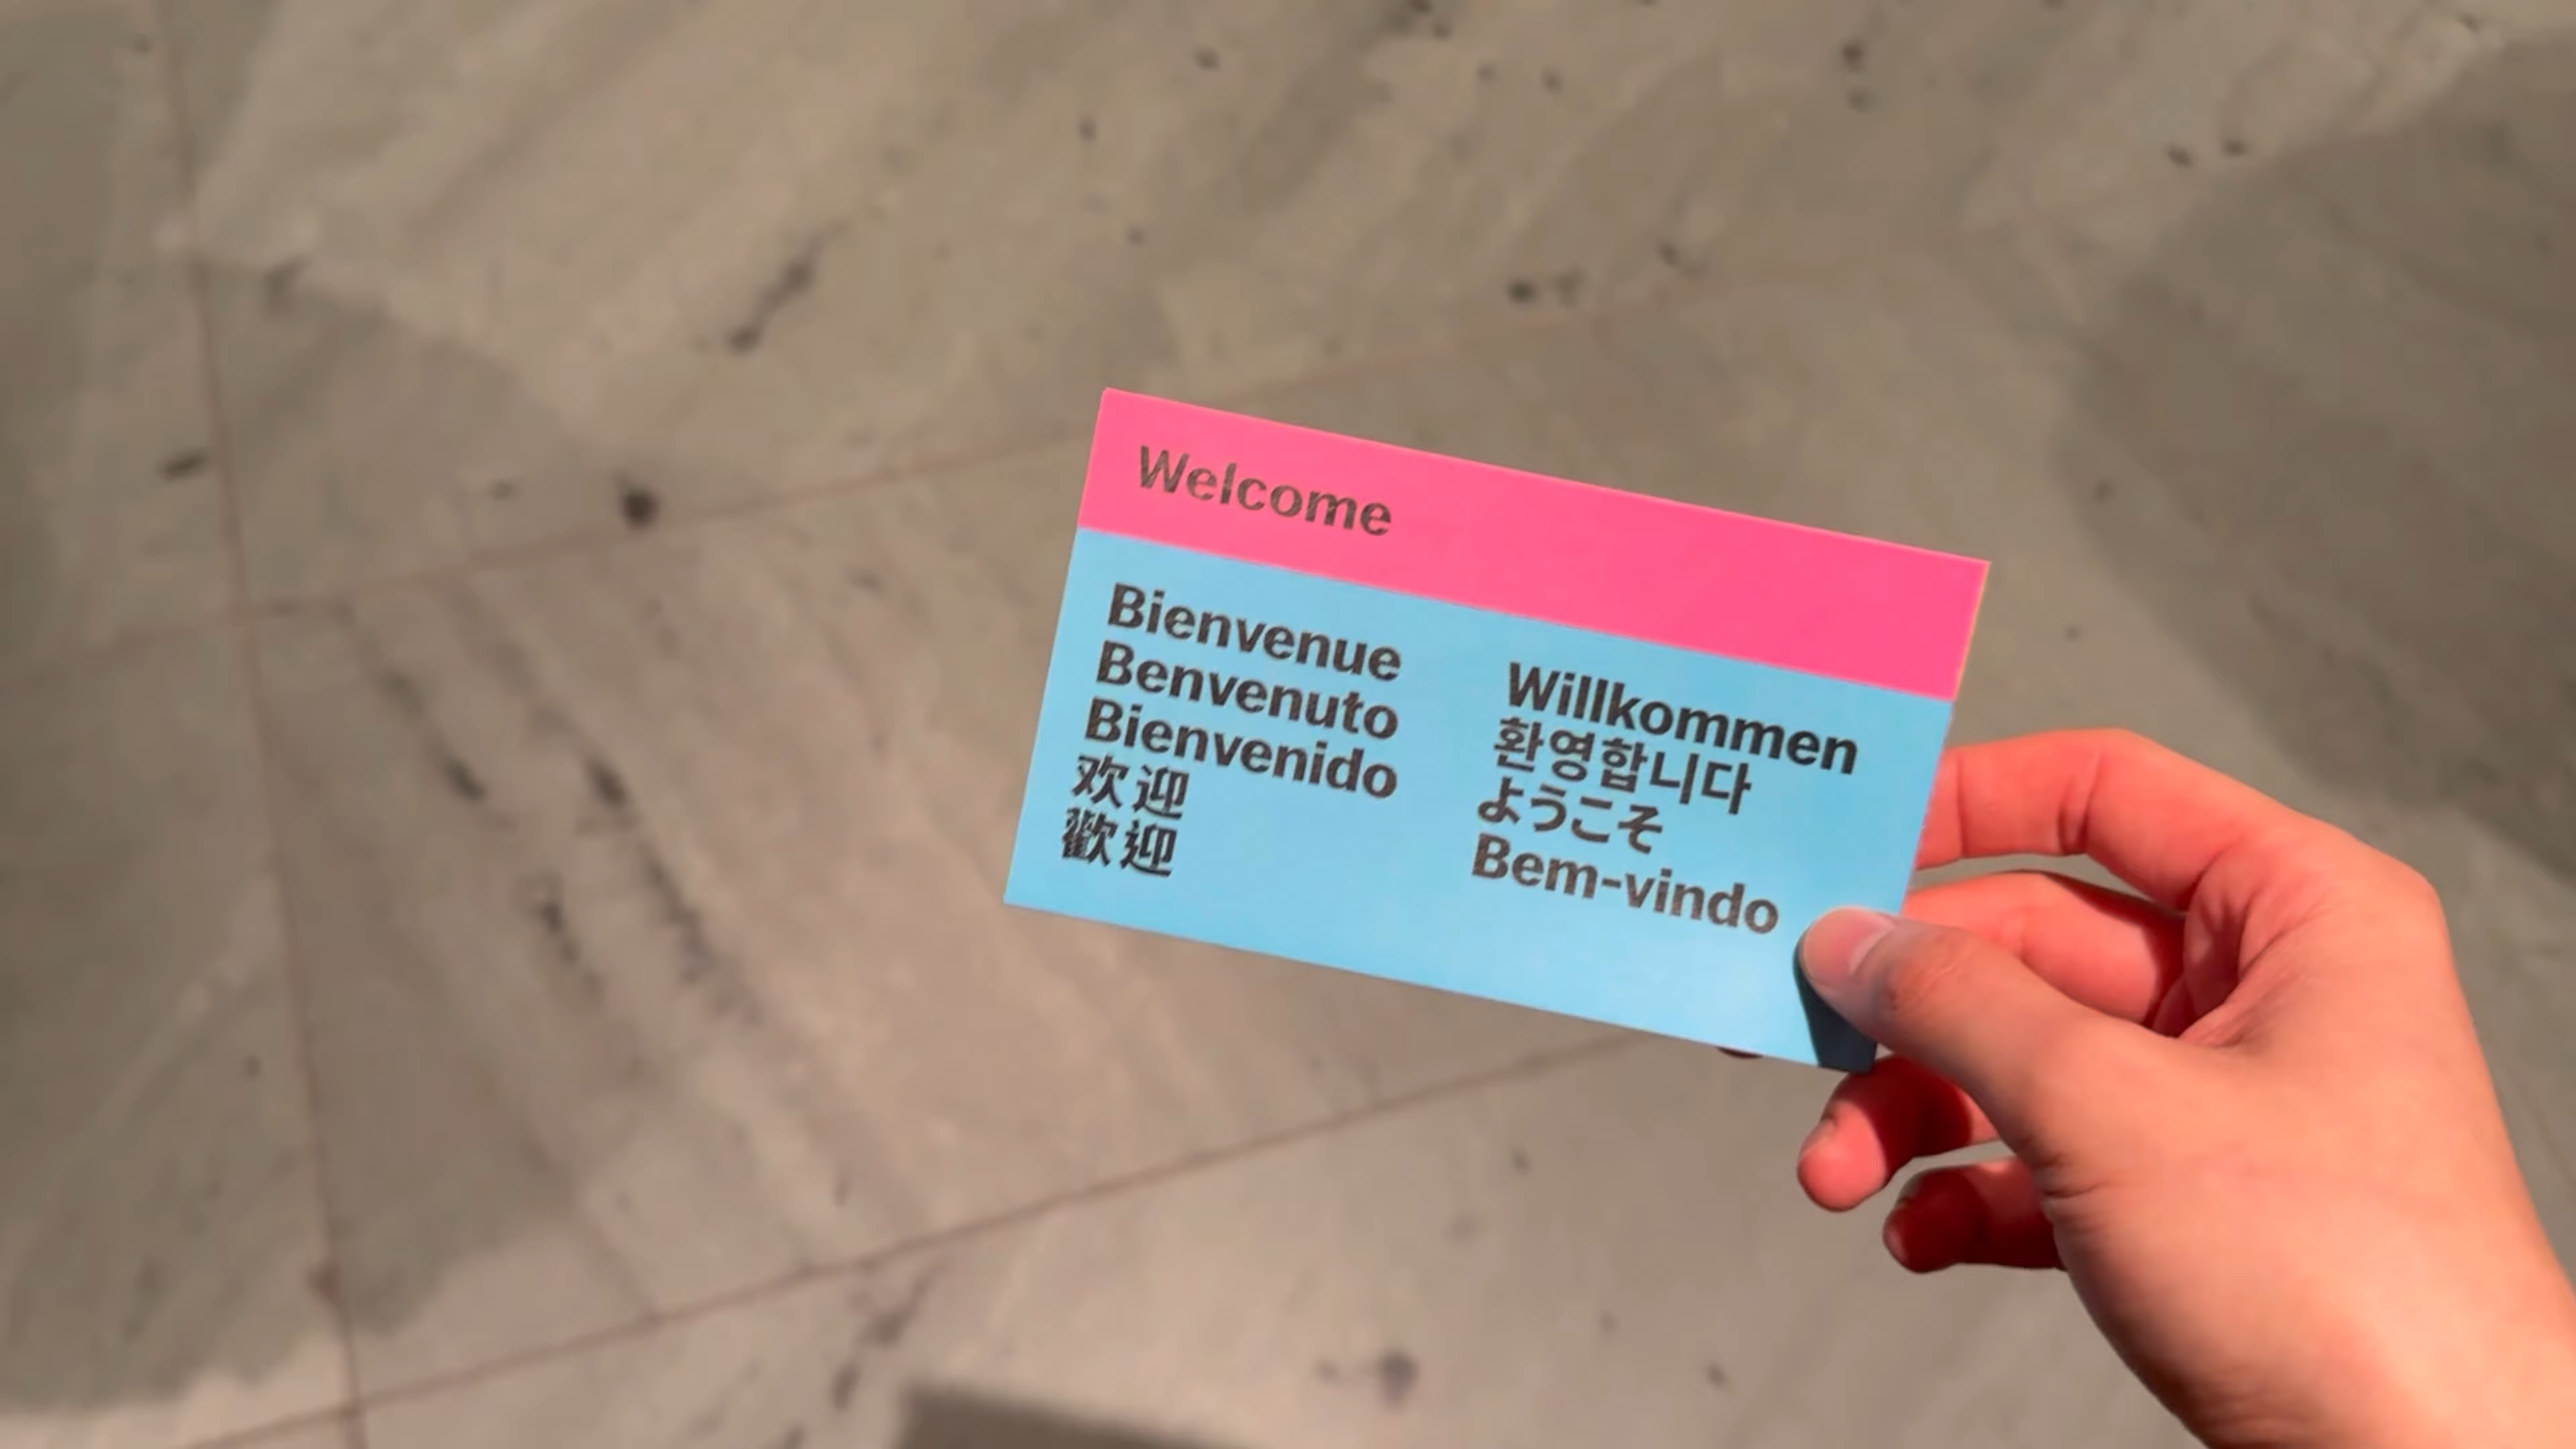 Welcome
Bienvenue
Benvenuto
Bienvenido
欢迎
歡迎
Willkommen
환영합니다
ようこそ
Bem-vindo